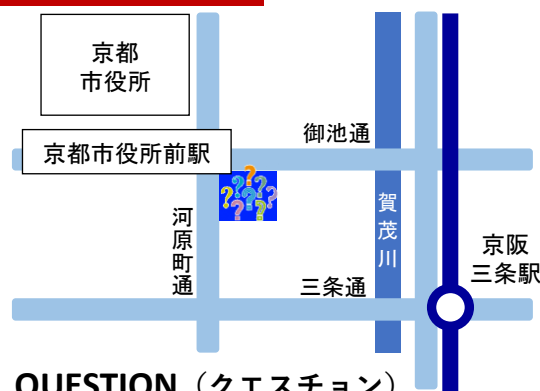 京都
市役所
御池通
京都市役所前駅
河原町通
賀茂川
京阪
三条駅
三条通
QUESTION（クエスチョン）